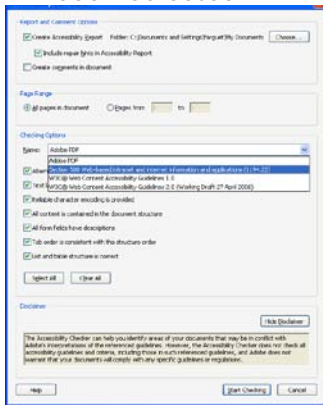 Report and Comment Options
Create Accessibility Report Folder: C:\Documents and Settings\ \My Documents Choose...
Include repair hints in Accessibility Report
Create comments in document
Page Range
All pages in document Pages from to
Checking Options
Name: Adobe PDF
Adobe PDF
Section 508 Web-based intranet and internet information and applications (1194.22)
W3C® Web Content Accessibility Guidelines 1.0
W3C® Web Content Accessibility Guidelines 2.0 (Working Draft 27 April 2006)
Reliable character encoding is provided
All content is contained in the document structure
All form fields have descriptions
Tab order is consistent with the structure order
List and table structure is correct
Select All Clear All
Disclaimer
Hide Disclaimer
The Accessibility Checker can help you identify areas of your documents that may be in conflict with
Adobe's interpretations of the referenced guidelines. However, the Accessibility Checker does not check all
accessibility guidelines and criteria, including those in such referenced guidelines, and Adobe does not
warrant that your documents will comply with any specific guidelines or regulations.
Help Start Checking Cancel